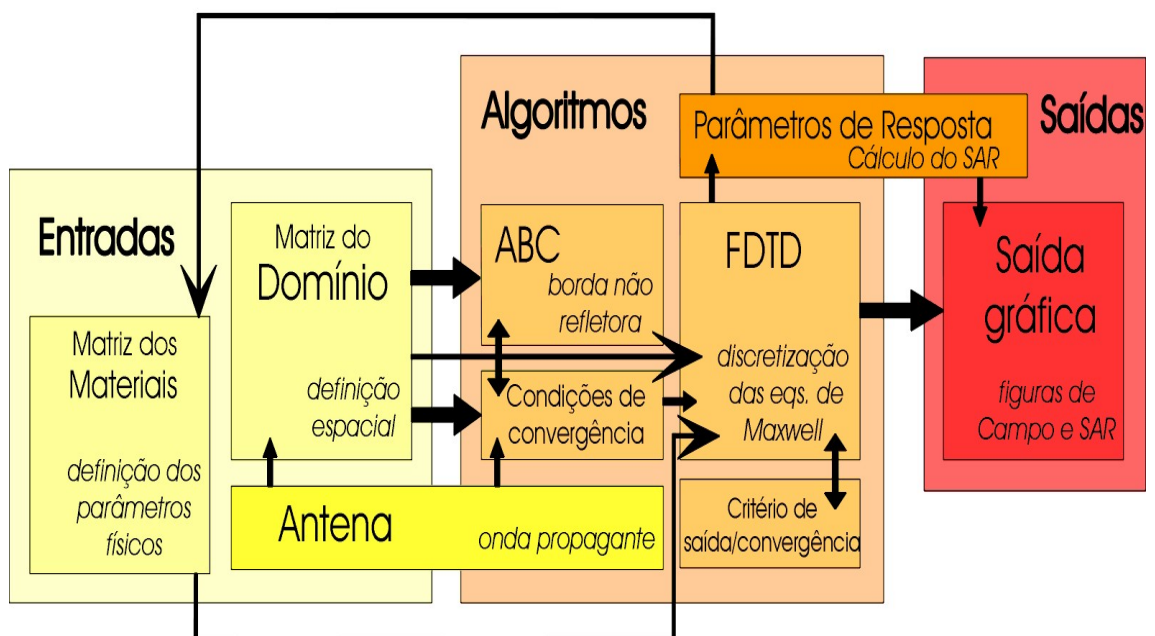 Entradas
Matriz dos
Materiais
definição dos
parâmetros
físicos
Matriz do
Domínio
definição
espacial
Antena
onda propagante
Algoritmos
ABC
borda não
refletora
Condições de
convergência
FDTD
discretização
das eqs. de
Maxwell
Critério de
saída/convergência
Parâmetros de Resposta
Cálculo do SAR
Saídas
Saída
gráfica
figuras de
Campo e SAR